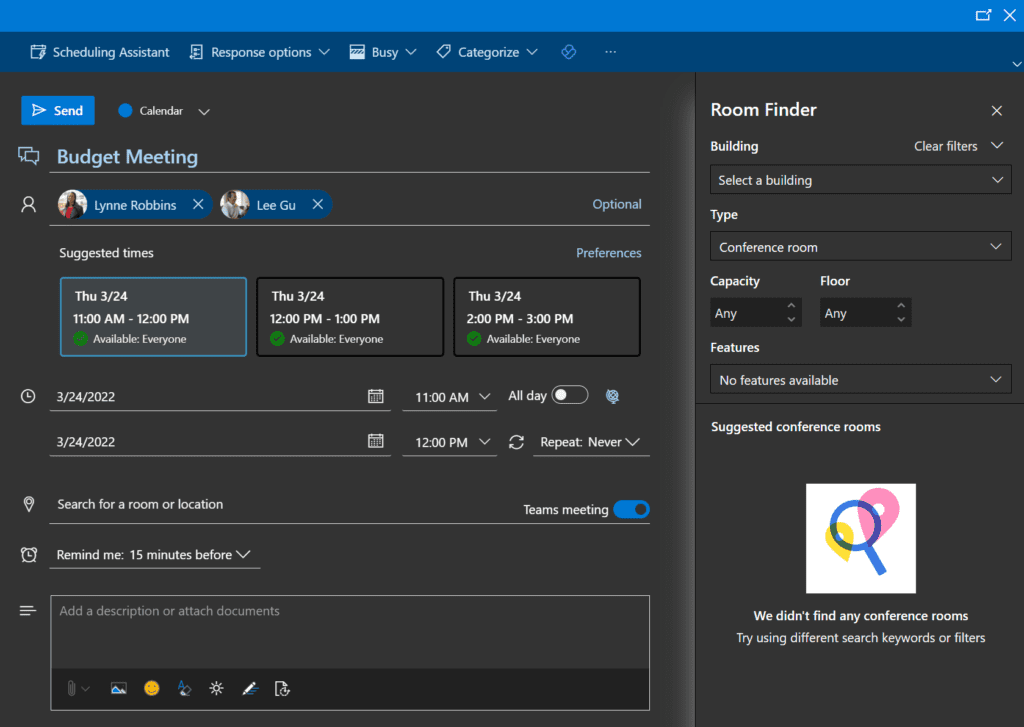 Scheduling Assistant Response options Busy Categorize ...
Send Calendar
Budget Meeting
Lynne Robbins Lee Gu Optional
Suggested times Preferences
Thu 3/24 Thu 3/24 Thu 3/24
11:00 AM - 12:00 PM 12:00 PM - 1:00 PM 2:00 PM - 3:00 PM
Available: Everyone Available: Everyone Available: Everyone
3/24/2022 11:00 AM All day
3/24/2022 12:00 PM Repeat: Never
Search for a room or location
Teams meeting
Remind me: 15 minutes before
Add a description or attach documents
Room Finder
Building Clear filters
Select a building
Type
Conference room
Capacity Floor
Any Any
Features
No features available
Suggested conference rooms
We didn't find any conference rooms
Try using different search keywords or filters